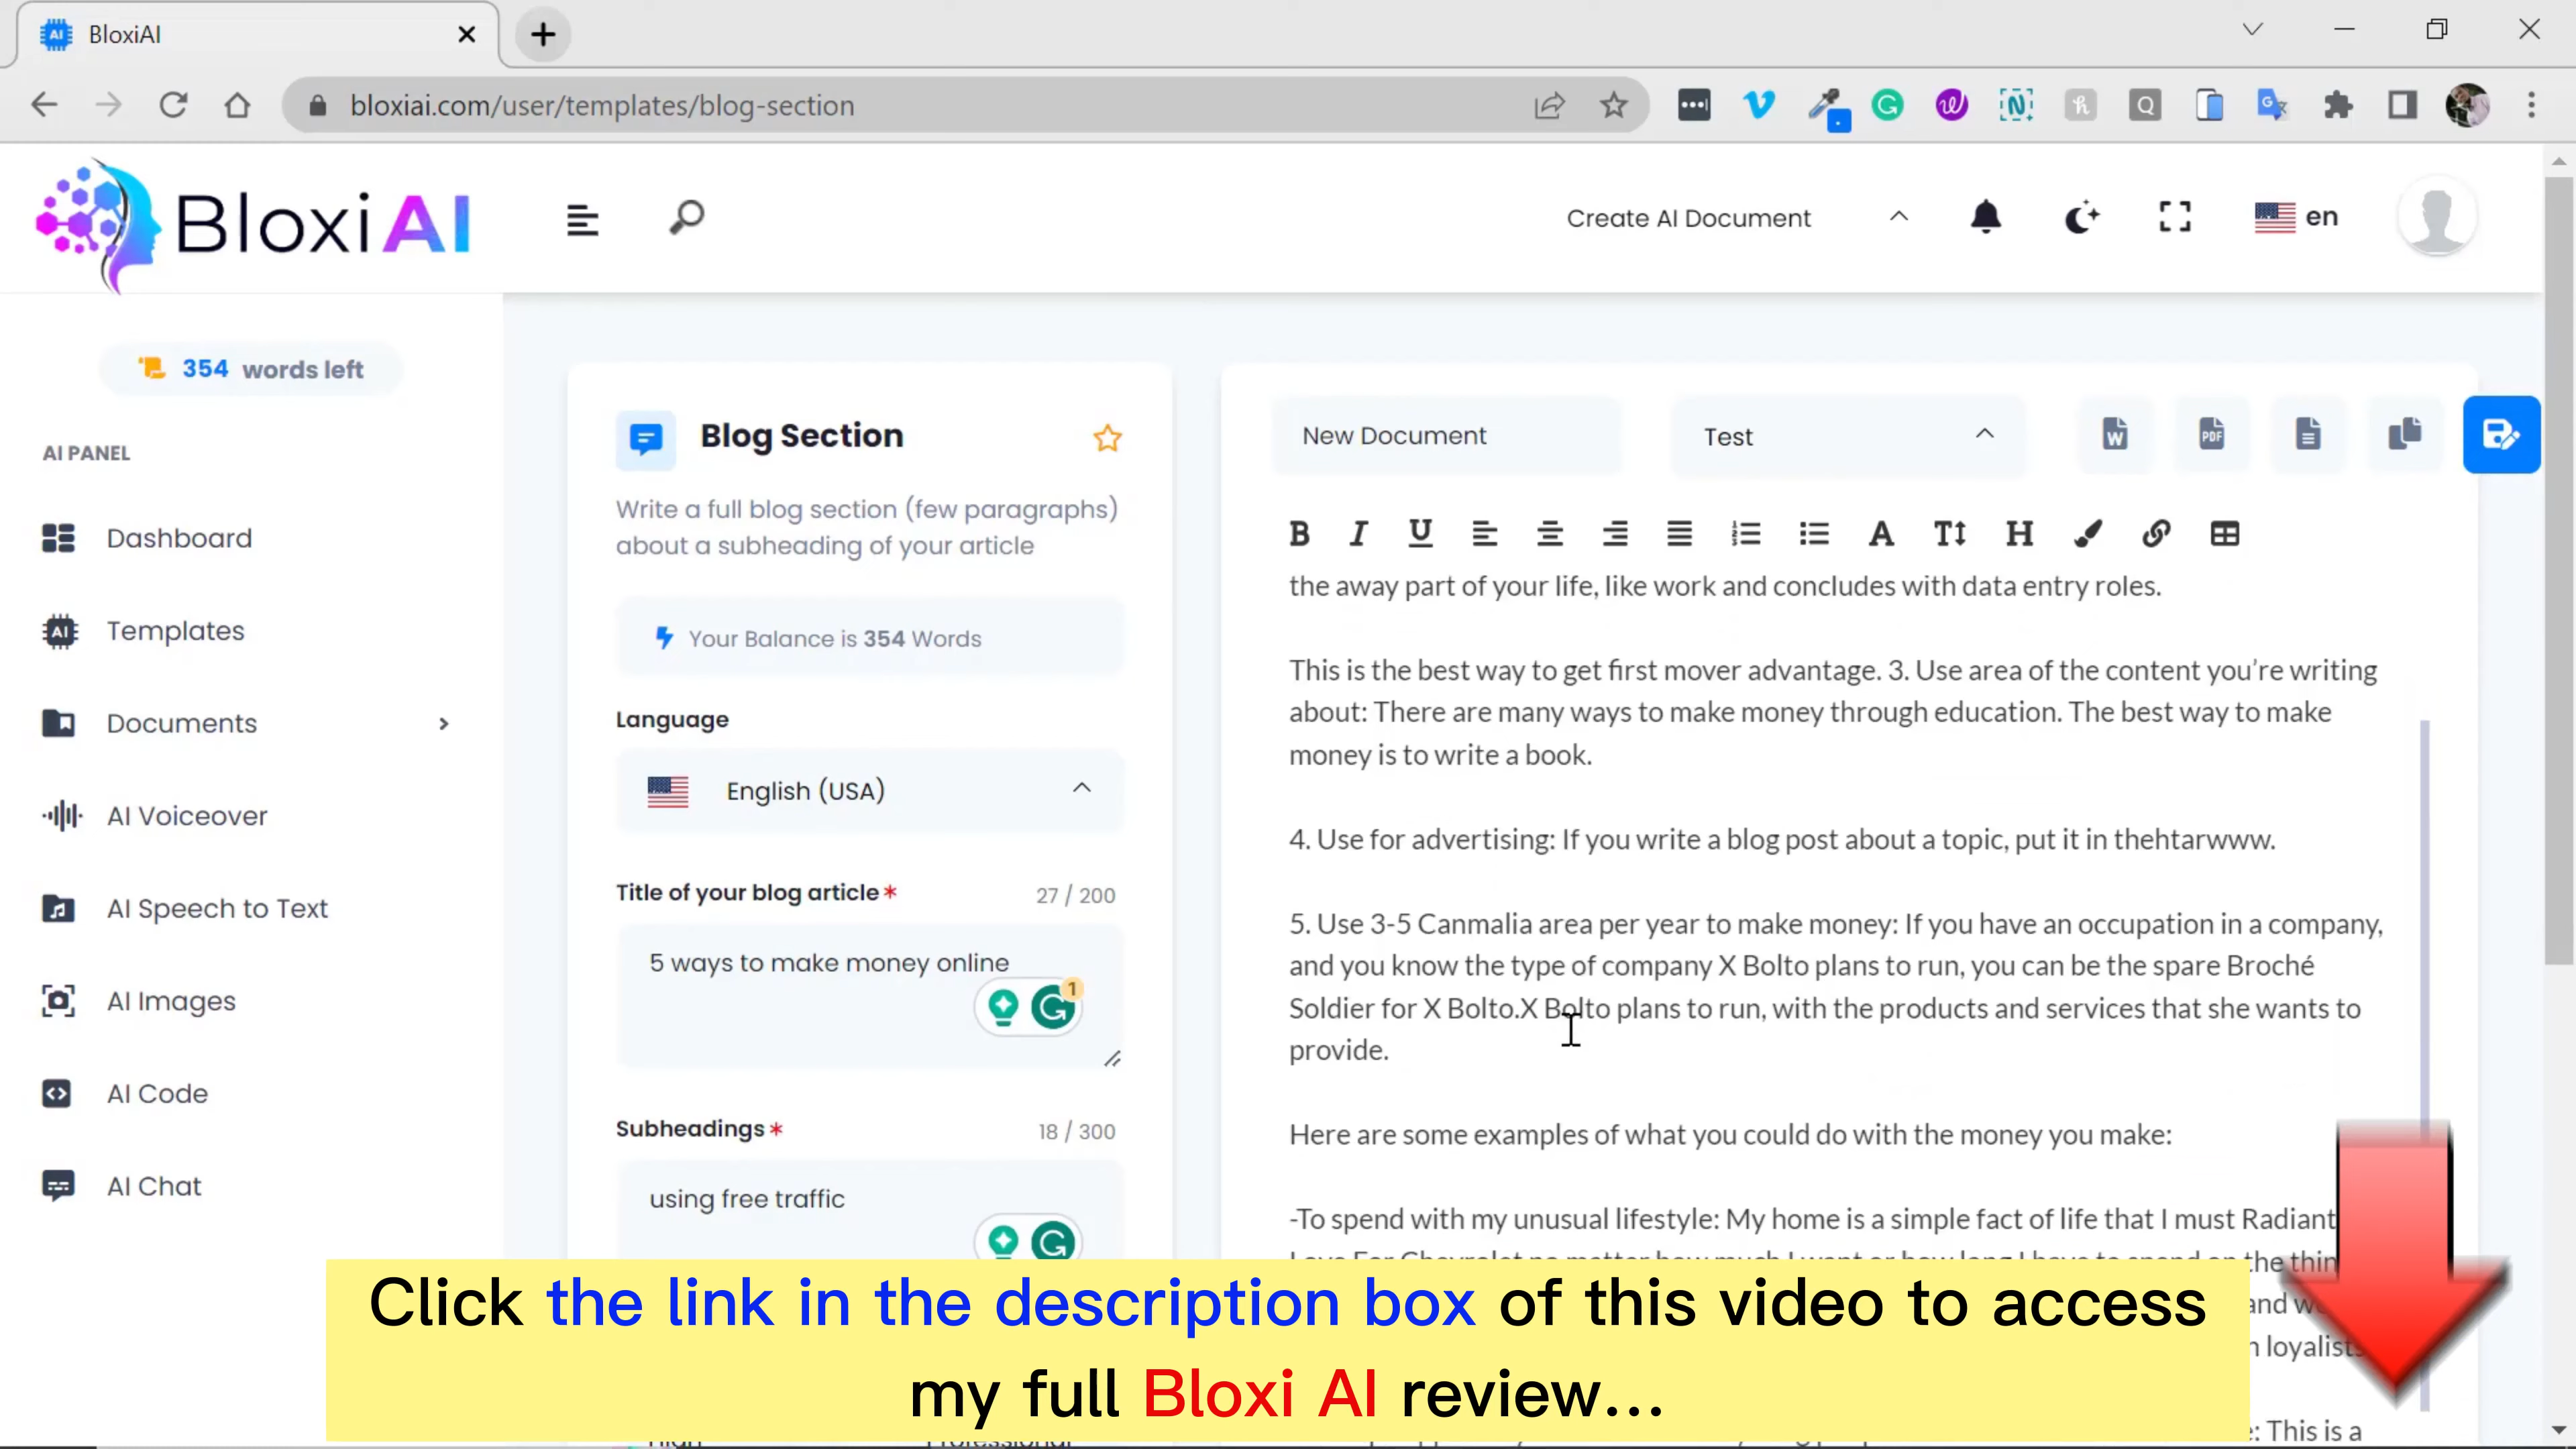 BloxiAI
bloxiai.com/user/templates/blog-section
BloxiAI
Create AI Document
en
354 words left
AI PANEL
Dashboard
Templates
Documents
AI Voiceover
AI Speech to Text
AI Images
AI Code
AI Chat
Blog Section
Write a full blog section (few paragraphs)
about a subheading of your article
Your Balance is 354 Words
Language
English (USA)
Title of your blog article *
27 / 200
5 ways to make money online
1
Subheadings *
18 / 300
using free traffic
New Document
Test
the away part of your life, like work and concludes with data entry roles.
This is the best way to get first mover advantage. 3. Use area of the content you're writing
about: There are many ways to make money through education. The best way to make
money is to write a book.
4. Use for advertising: If you write a blog post about a topic, put it in thehtarwww.
5. Use 3-5 Canmalia area per year to make money: If you have an occupation in a company,
and you know the type of company X Bolto plans to run, you can be the spare Broché
Soldier for X Bolto.X Bolto plans to run, with the products and services that she wants to
provide.
Here are some examples of what you could do with the money you make:
-To spend with my unusual lifestyle: My home is a simple fact of life that I must Radiant
the
and
loyalists
This is a
Click the link in the description box of this video to access
my full Bloxi AI review...